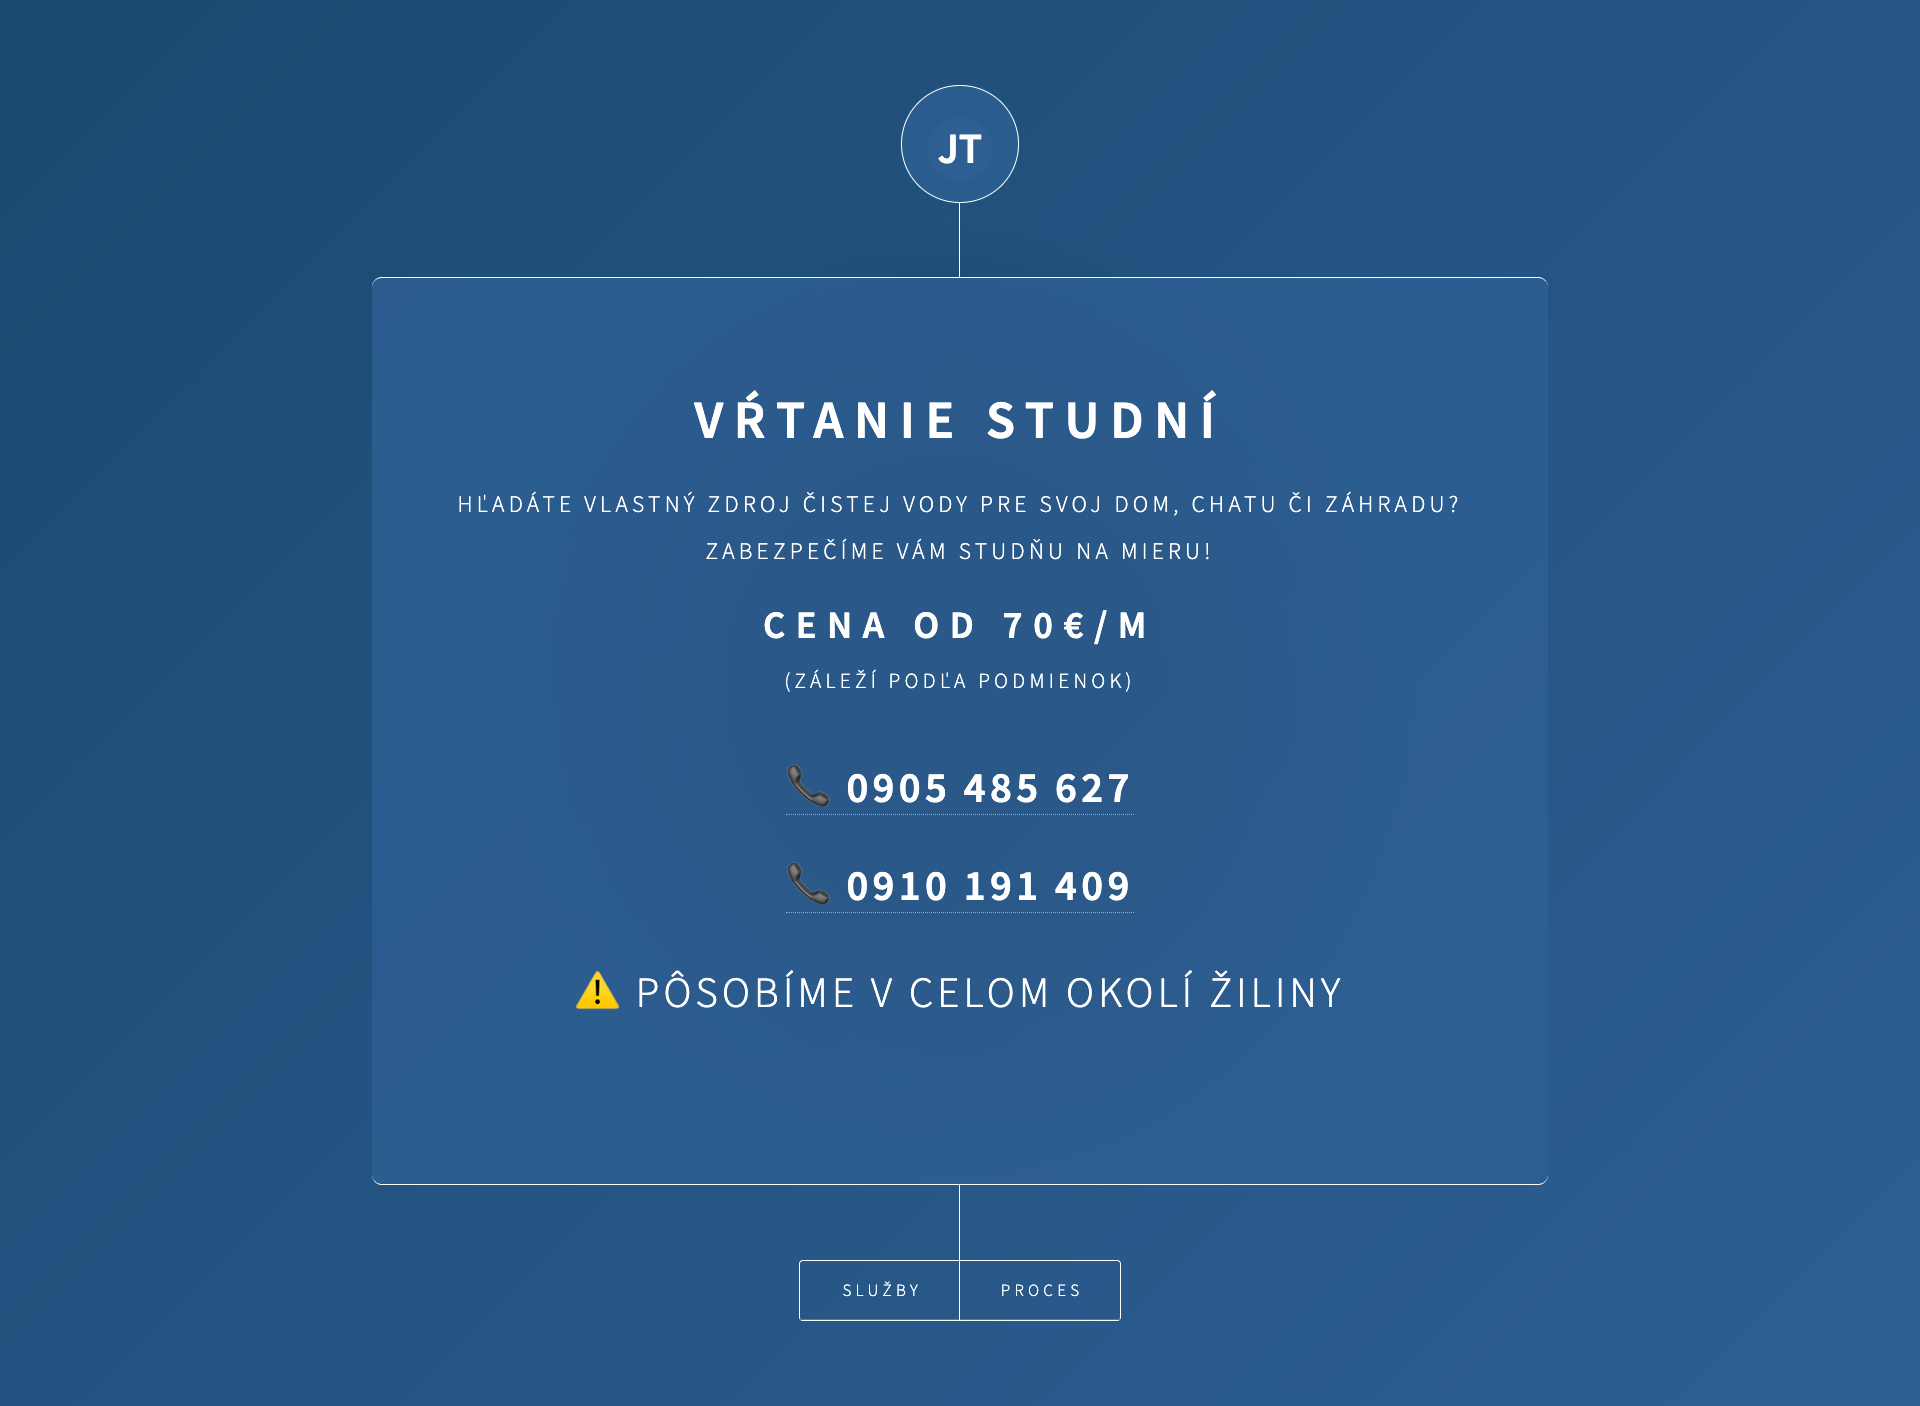 JT
VŔTANIE STUDNÍ
HĽADÁTE VLASTNÝ ZDROJ ČISTEJ VODY PRE SVOJ DOM, CHATU ČI ZÁHRADU?
ZABEZPEČÍME VÁM STUDŇU NA MIERU!
CENA OD 70€/M
(ZÁLEŽÍ PODĽA PODMIENOK)
📞 0905 485 627
📞 0910 191 409
⚠️ PÔSOBÍME V CELOM OKOLÍ ŽILINY
SLUŽBY PROCES